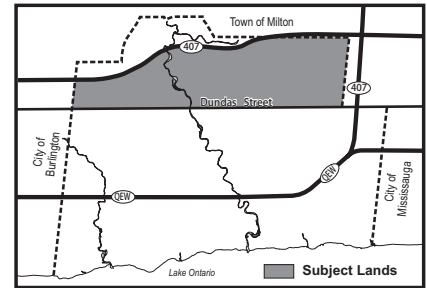 Town of Milton
407
407
Dundas Street
City of
Burlington
QEW
City of
Mississauga
QEW
Lake Ontario
Subject Lands